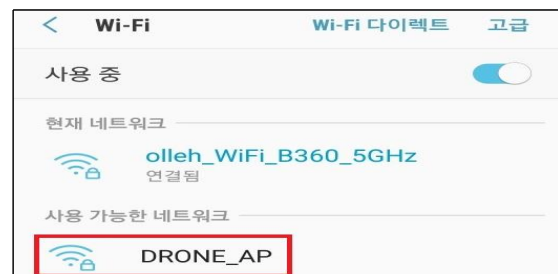 < Wi-Fi Wi-Fi 다이렉트 고급
사용 중
현재 네트워크
olleh_WiFi_B360_5GHz
연결됨
사용 가능한 네트워크
DRONE_AP